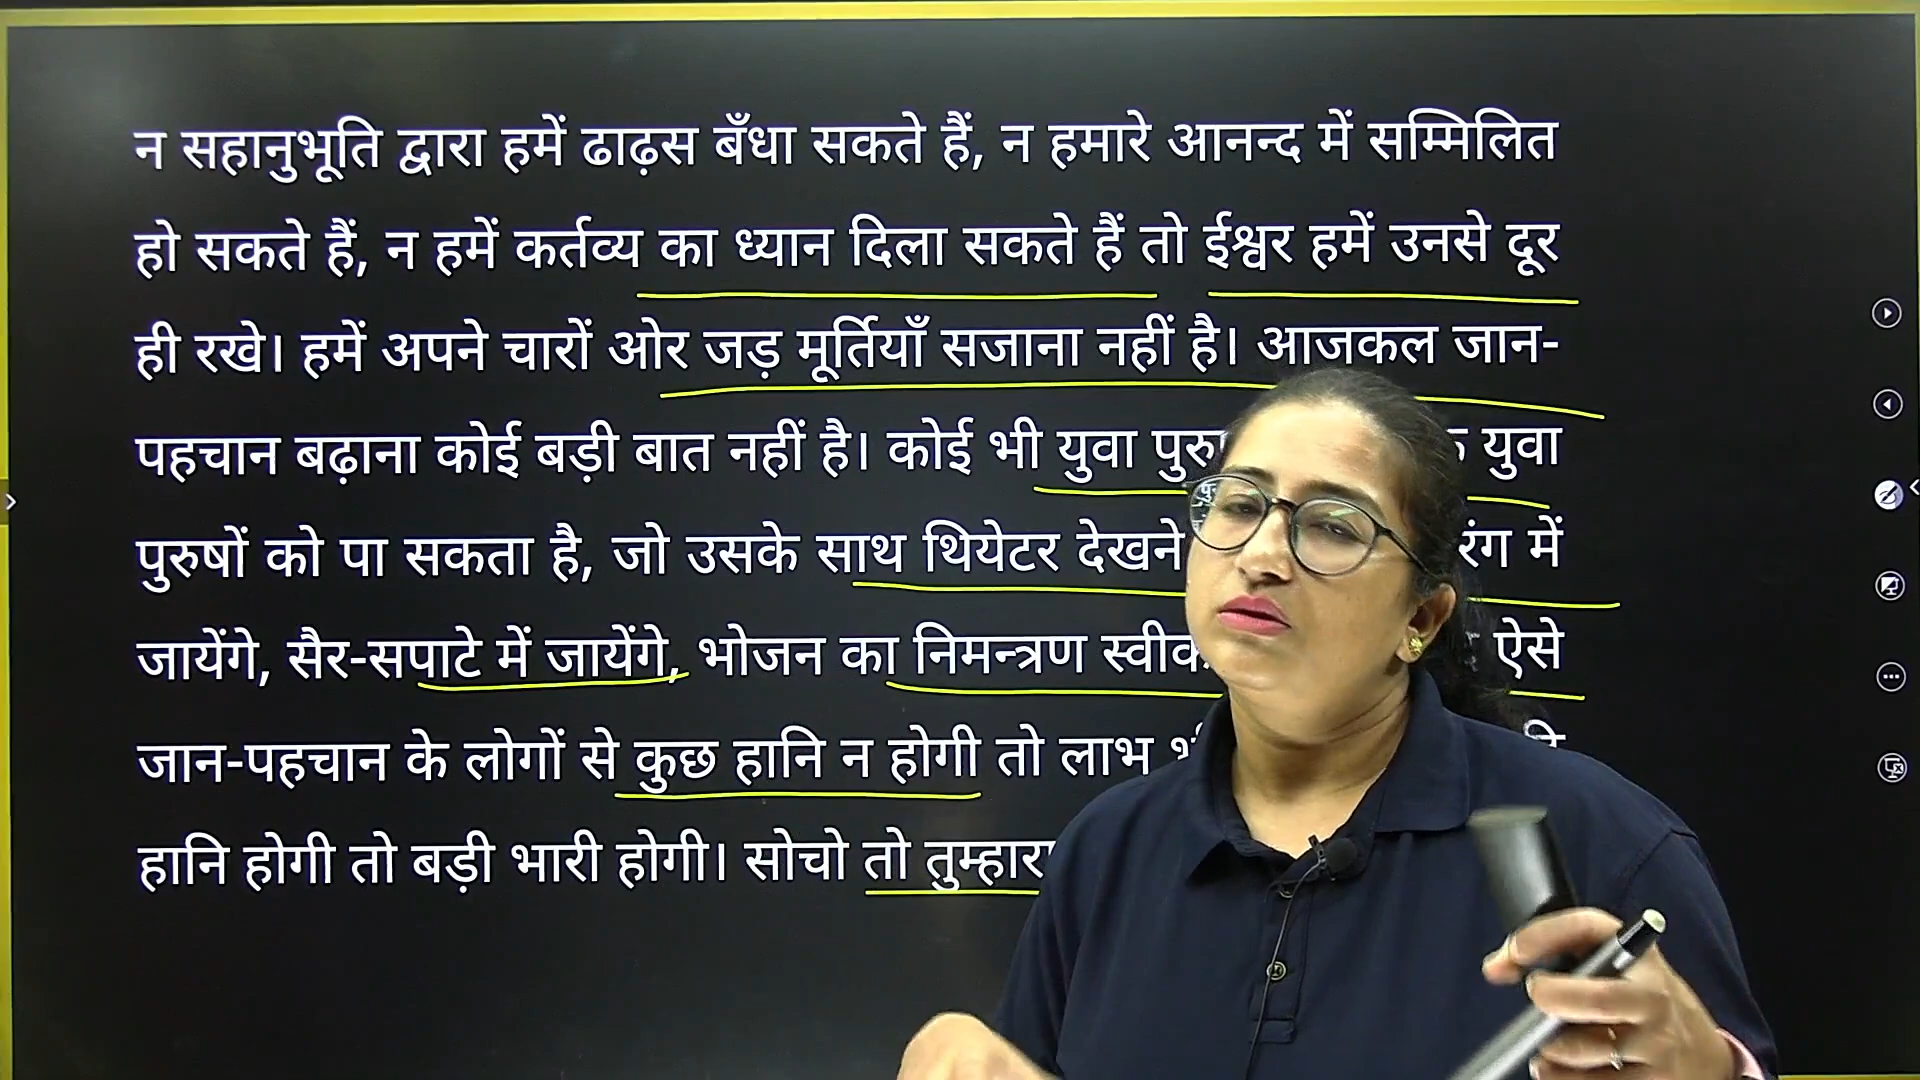 न सहानुभूति द्वारा हमें ढाढ़स बँधा सकते हैं, न हमारे आनन्द में सम्मिलित
हो सकते हैं, न हमें कर्तव्य का ध्यान दिला सकते हैं तो ईश्वर हमें उनसे दूर
ही रखे। हमें अपने चारों ओर जड़ मूर्तियाँ सजाना नहीं है। आजकल जान-
पहचान बढ़ाना कोई बड़ी बात नहीं है। कोई भी युवा युवा
पुरुषों को पा सकता है, जो उसके साथ थियेटर देखने रंग में
जायेंगे, सैर-सपाटे में जायेंगे, भोजन का निमन्त्रण ऐसे
जान-पहचान के लोगों से कुछ हानि न होगी तो लाभ
हानि होगी तो बड़ी भारी होगी। सोचो तो